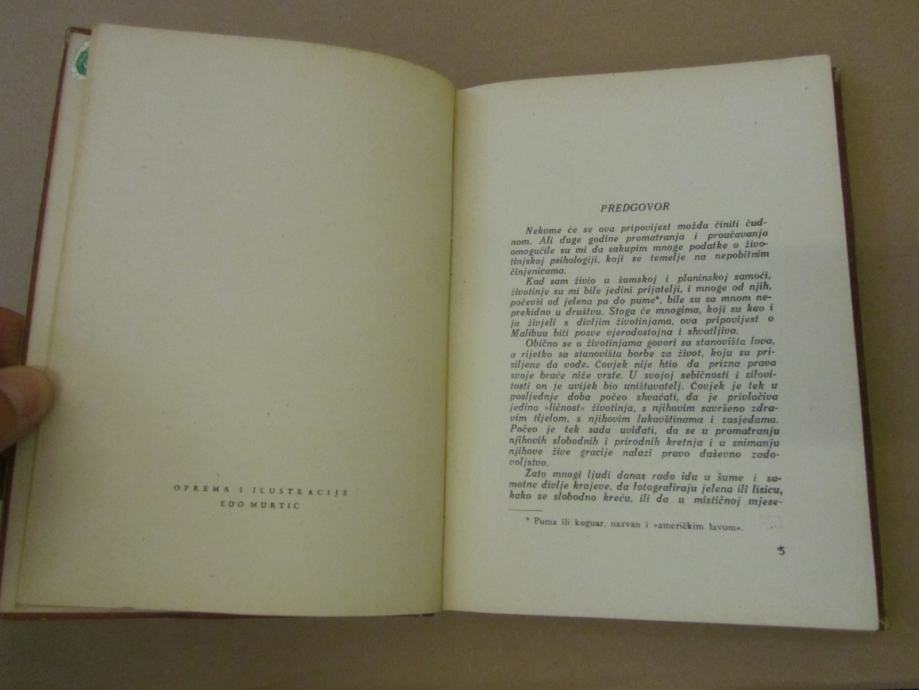 OPREMA I ILUSTRACIJE
EDO MURTIĆ
PREDGOVOR
Nekome će se ova pripovijest možda činiti čud-
nom. Ali duge godine promatranja i proučavanja
omogućile su mi da sakupim mnoge podatke o živo-
tinjskoj psihologiji, koji se temelje na nepobitnim
činjenicama.
Kad sam živio u šumskoj i planinskoj samoći,
životinje su mi bile jedini prijatelji, i mnoge od njih,
počevši od jelena pa do pume*, bile su sa mnom ne-
prekidno u društvu. Stoga će mnogima, koji su kao i
ja živjeli s divljim životinjama, ova pripovijest o
Malibuu biti posve vjerodostojna i shvatljiva.
Obično se o životinjama govori sa stanovišta lova,
a rijetko sa stanovišta borbe za život, koju su pri-
siljene da vode. Čovjek nije htio da prizna prava
svoje braće niže vrste. U svojoj sebičnosti i silovi-
tosti on je uvijek bio uništavatelj. Čovjek je tek u
posljednje doba počeo shvaćati, da je privlačiva
jedino »ličnost« životinja, s njihovim savršeno zdra-
vim tijelom, s njihovim lukavštinama i zasjedama.
Počeo je tek sada uviđati, da se u promatranju
njihovih slobodnih i prirodnih kretnja i u snimanju
njihove žive gracije nalazi pravo duševno zado-
voljstvo.
Zato mnogi ljudi danas rado idu u šume i sa-
motne divlje krajeve, da fotografiraju jelena ili lisicu,
kako se slobodno kreću, ili da u mističnoj mjese-
* Puma ili kuguar, nazvan i »američkim lavom«.
5